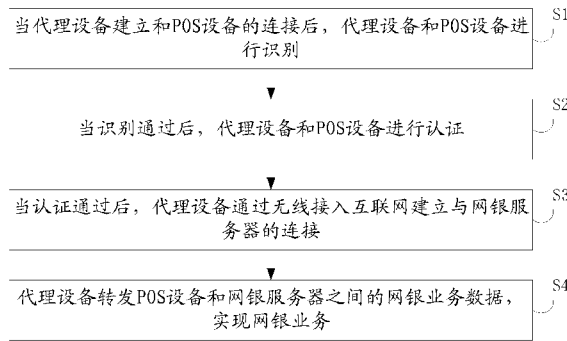 当代理设备建立和POS设备的连接后，代理设备和POS设备进
行识别
S1
当识别通过后，代理设备和POS设备进行认证
S2
当认证通过后，代理设备通过无线接入互联网建立与网银服
务器的连接
S3
代理设备转发POS设备和网银服务器之间的网银业务数据，
实现网银业务
S4